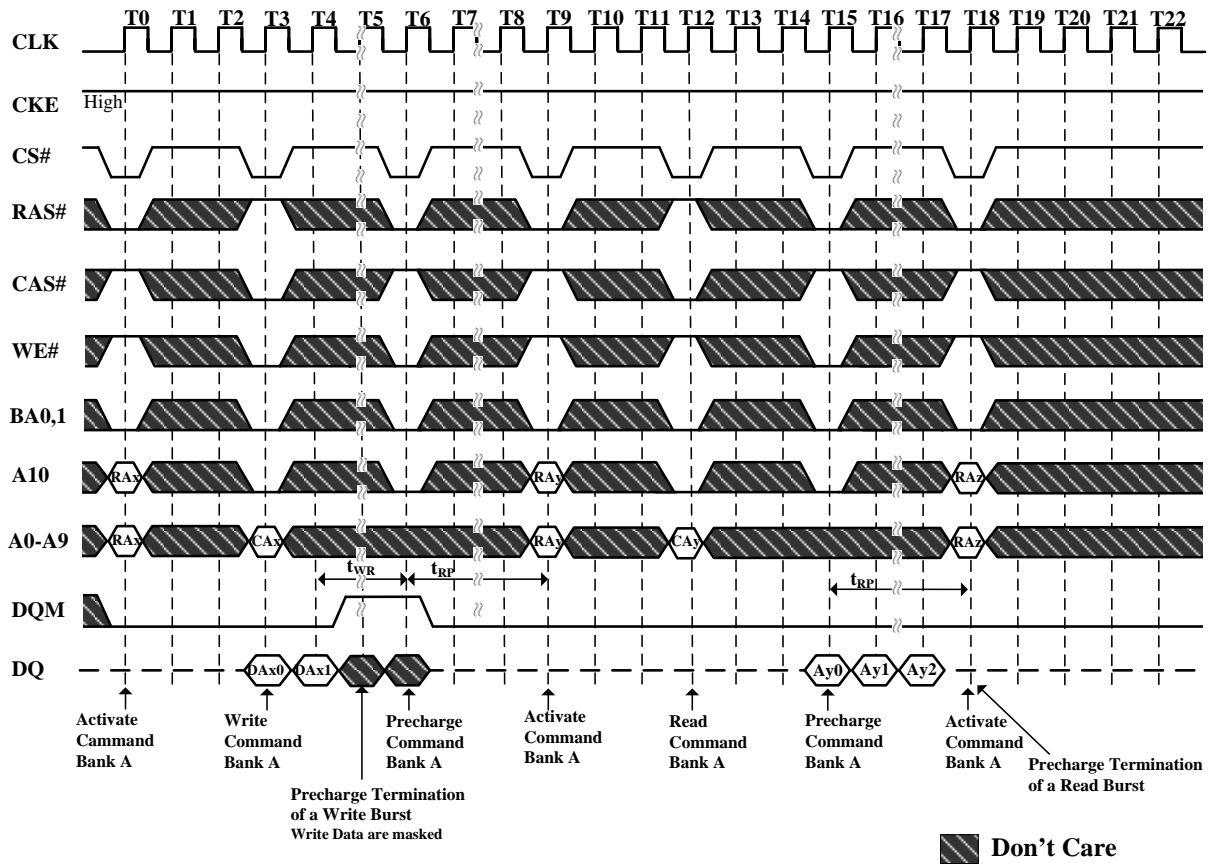 T0 T1 T2 T3 T4 T5 T6 T7 T8 T9 T10 T11 T12 T13 T14 T15 T16 T17 T18 T19 T20 T21 T22
CLK
CKE High
CS#
RAS#
CAS#
WE#
BA0,1
A10 RAx RAy RAz
A0-A9 RAx CAx RAy CAy RAz
tWR tRP tRP
DQM
DQ DAx0 DAx1 Ay0 Ay1 Ay2
Activate
Cammand
Bank A
Write
Command
Bank A
Precharge
Command
Bank A
Activate
Command
Bank A
Read
Command
Bank A
Precharge
Command
Bank A
Activate
Command
Bank A
Precharge Termination
of a Read Burst
Precharge Termination
of a Write Burst
Write Data are masked
Don't Care